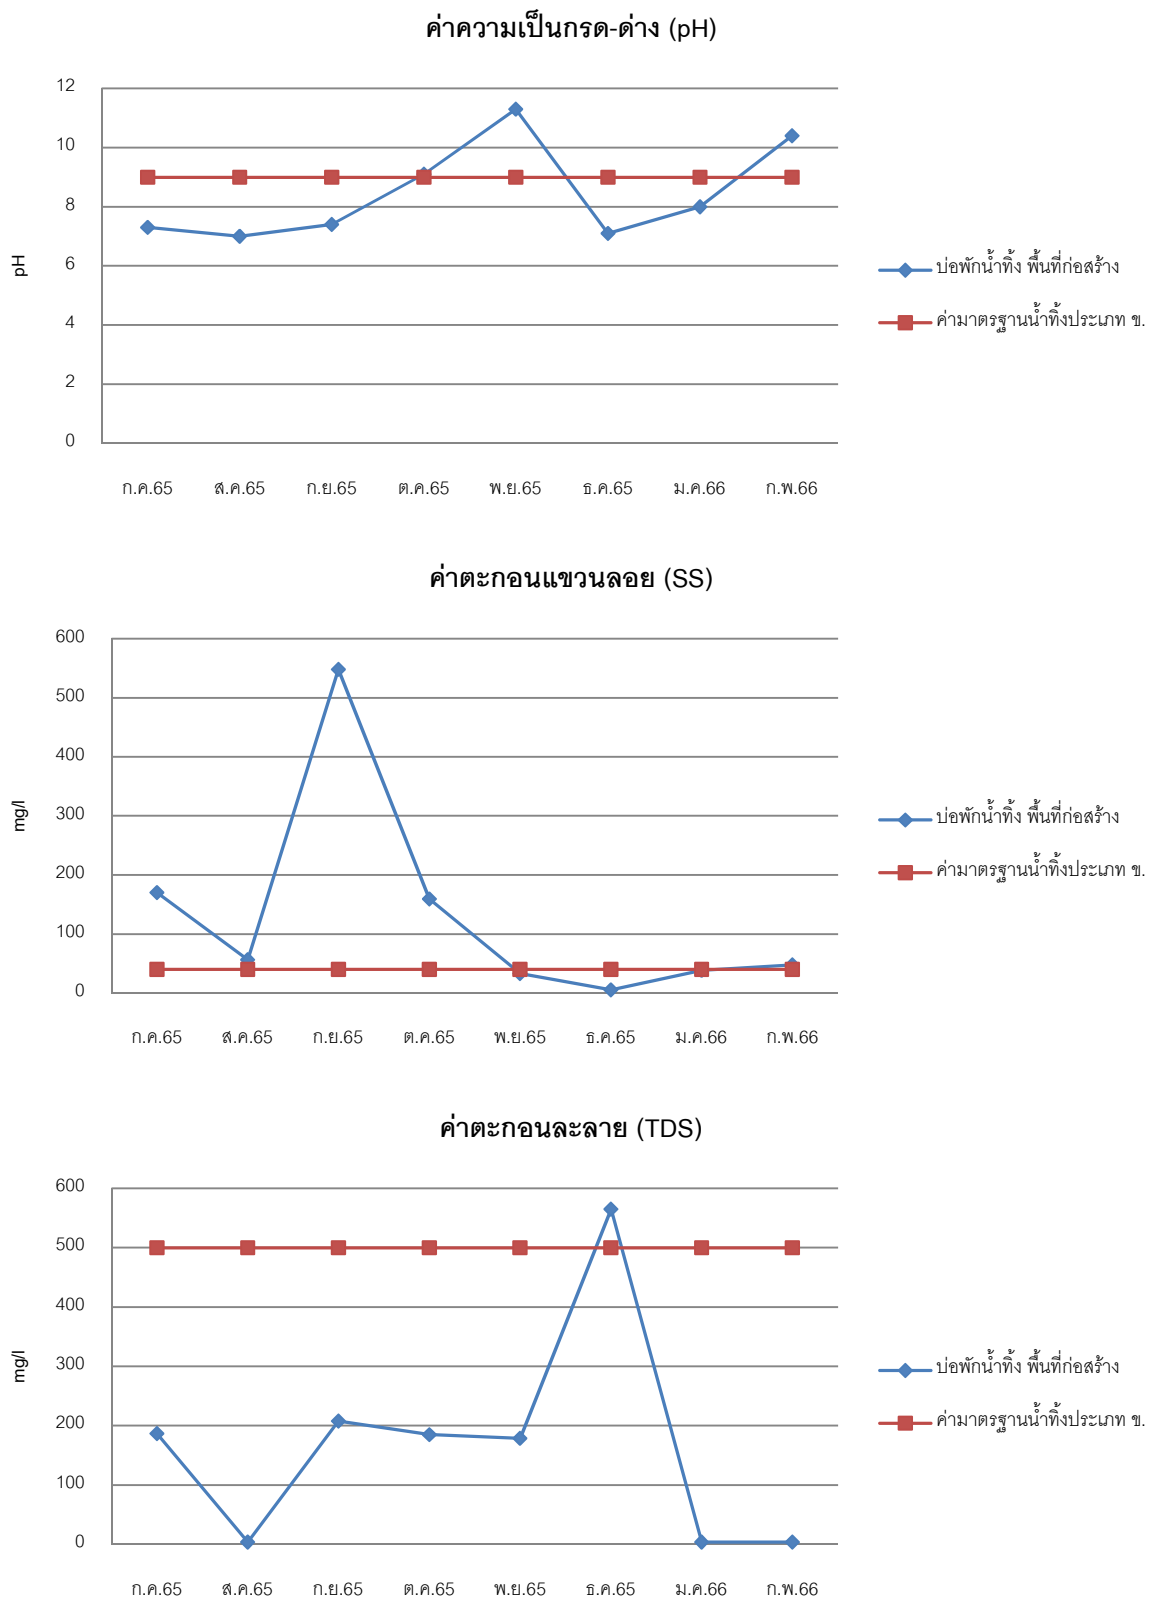 ค่าความเป็นกรด-ด่าง (pH)
12
10
8
6
4
2
0
pH
ก.ค.65 ส.ค.65 ก.ย.65 ต.ค.65 พ.ย.65 ธ.ค.65 ม.ค.66 ก.พ.66
บ่อพักน้ำทิ้ง พื้นที่ก่อสร้าง
ค่ามาตรฐานน้ำทิ้งประเภท ข.
ค่าตะกอนแขวนลอย (SS)
600
500
400
300
200
100
0
mg/l
ก.ค.65 ส.ค.65 ก.ย.65 ต.ค.65 พ.ย.65 ธ.ค.65 ม.ค.66 ก.พ.66
บ่อพักน้ำทิ้ง พื้นที่ก่อสร้าง
ค่ามาตรฐานน้ำทิ้งประเภท ข.
ค่าตะกอนละลาย (TDS)
600
500
400
300
200
100
0
mg/l
ก.ค.65 ส.ค.65 ก.ย.65 ต.ค.65 พ.ย.65 ธ.ค.65 ม.ค.66 ก.พ.66
บ่อพักน้ำทิ้ง พื้นที่ก่อสร้าง
ค่ามาตรฐานน้ำทิ้งประเภท ข.